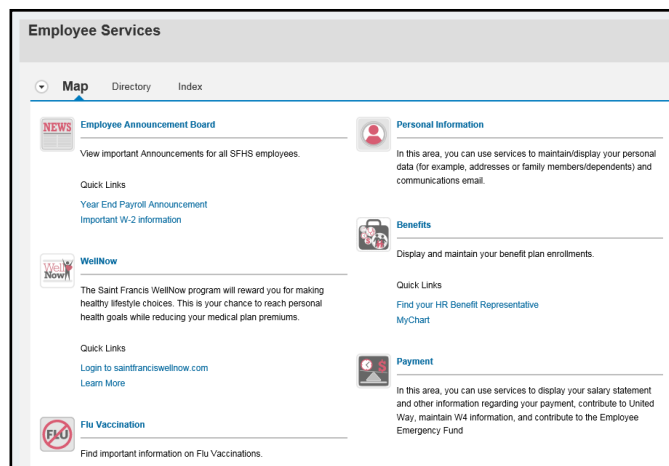 Employee Services
Map Directory Index
NEWS
Employee Announcement Board
View important Announcements for all SFHS employees.
Quick Links
Year End Payroll Announcement
Important W-2 information
Well
Now
WellNow
The Saint Francis WellNow program will reward you for making
healthy lifestyle choices. This is your chance to reach personal
health goals while reducing your medical plan premiums.
Quick Links
Login to saintfranciswellnow.com
Learn More
FLU
Flu Vaccination
Find important information on Flu Vaccinations.
Personal Information
In this area, you can use services to maintain/display your personal
data (for example, addresses or family members/dependents) and
communications email.
Benefits
Display and maintain your benefit plan enrollments.
Quick Links
Find your HR Benefit Representative
MyChart
$
Payment
In this area, you can use services to display your salary statement
and other information regarding your payment, contribute to United
Way, maintain W4 information, and contribute to the Employee
Emergency Fund